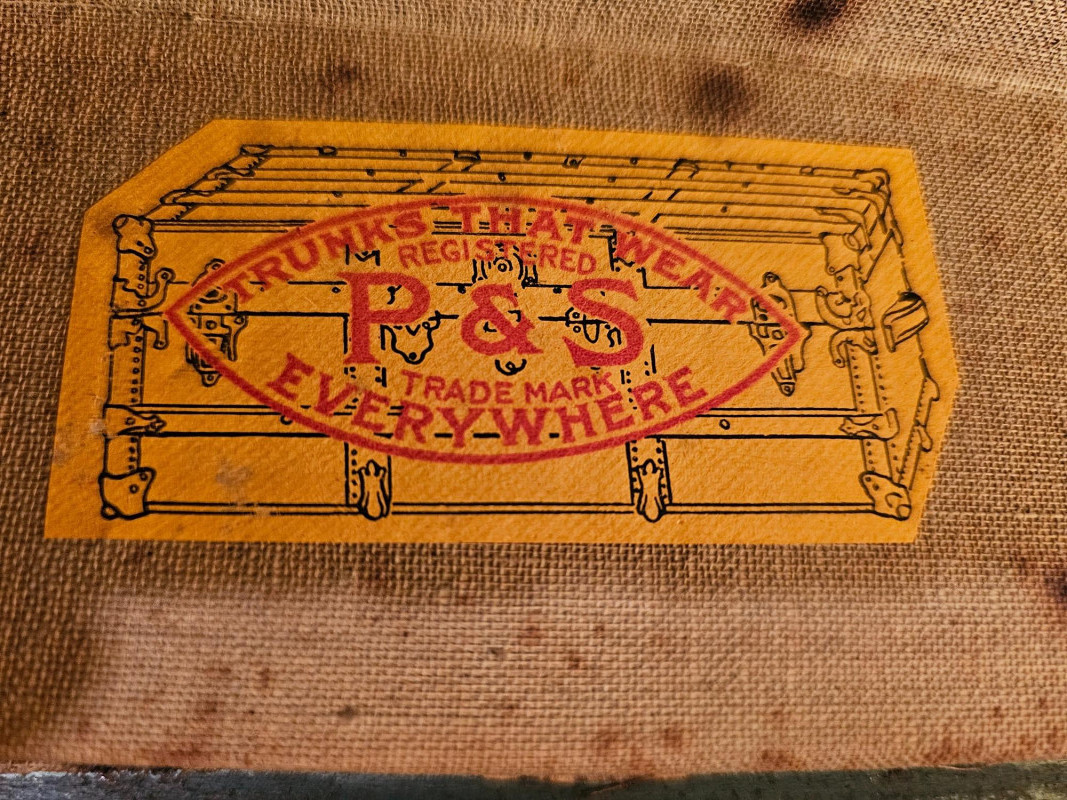 TRUNKS THAT WEAR
REGISTERED
P & S
TRADE MARK
EVERYWHERE